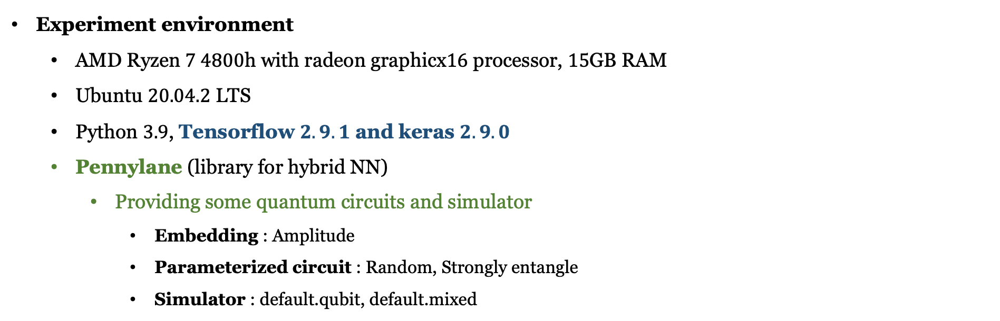 • Experiment environment
• AMD Ryzen 7 4800h with radeon graphicx16 processor, 15GB RAM
• Ubuntu 20.04.2 LTS
• Python 3.9, Tensorflow 2.9.1 and keras 2.9.0
• Pennylane (library for hybrid NN)
• Providing some quantum circuits and simulator
• Embedding : Amplitude
• Parameterized circuit : Random, Strongly entangle
• Simulator : default.qubit, default.mixed